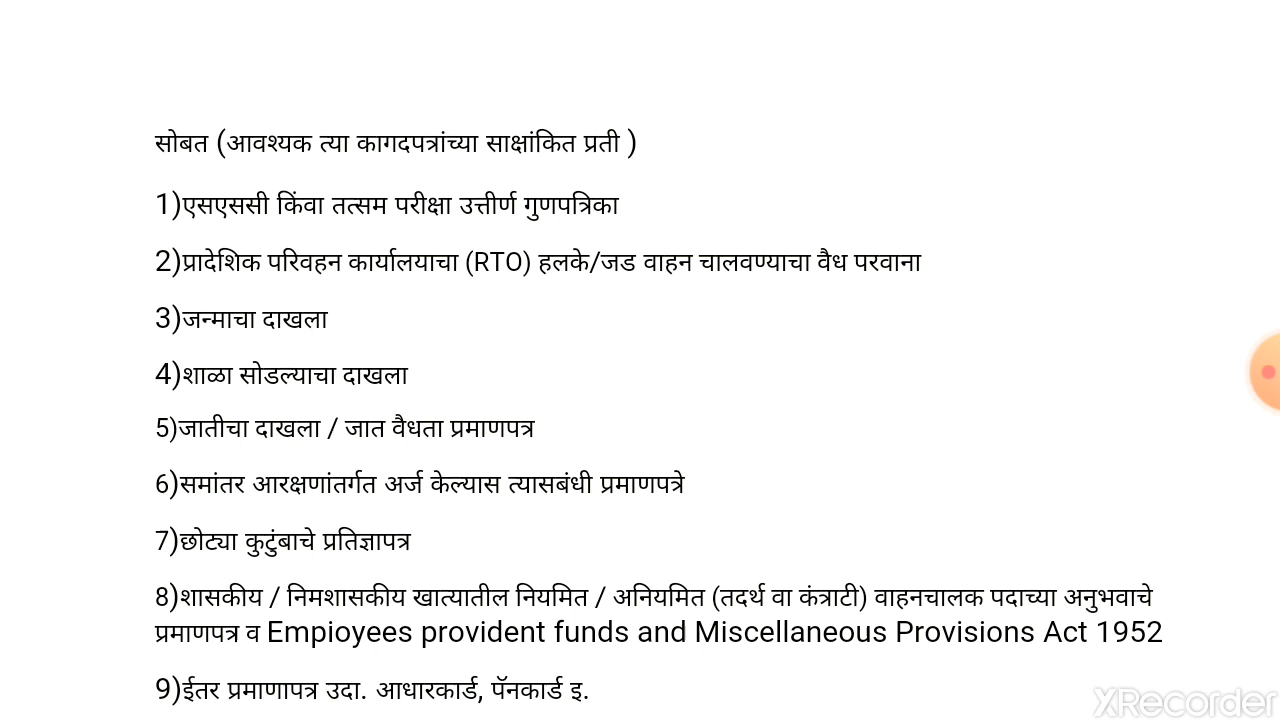 सोबत (आवश्यक त्या कागदपत्रांच्या साक्षांकित प्रती )
1)एसएससी किंवा तत्सम परीक्षा उत्तीर्ण गुणपत्रिका
2)प्रादेशिक परिवहन कार्यालयाचा (RTO) हलके/जड वाहन चालवण्याचा वैध परवाना
3)जन्माचा दाखला
4)शाळा सोडल्याचा दाखला
5)जातीचा दाखला / जात वैधता प्रमाणपत्र
6)समांतर आरक्षणांतर्गत अर्ज केल्यास त्यासबंधी प्रमाणपत्रे
7)छोट्या कुटुंबाचे प्रतिज्ञापत्र
8)शासकीय / निमशासकीय खात्यातील नियमित / अनियमित (तदर्थ वा कंत्राटी) वाहनचालक पदाच्या अनुभवाचे
प्रमाणपत्र व Empioyees provident funds and Miscellaneous Provisions Act 1952
9)ईतर प्रमाणापत्र उदा. आधारकार्ड, पॅनकार्ड इ.
XRecorder